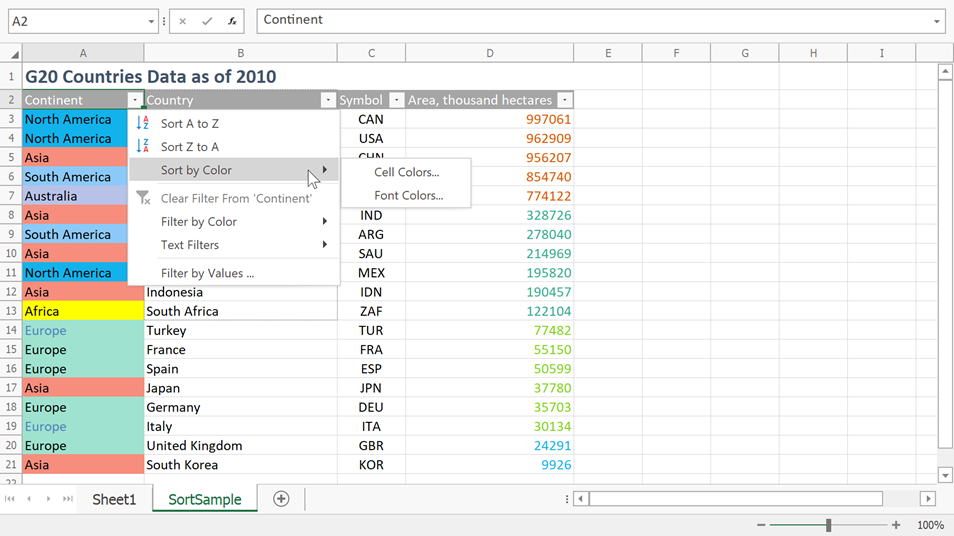 A2
fx
Continent
A B C D E F G H I
1 G20 Countries Data as of 2010
2 Continent Country Symbol Area, thousand hectares
3 North America CAN 997061
Sort A to Z
4 North America USA 962909
Sort Z to A
5 Asia CHN 956207
Sort by Color
Cell Colors...
6 South America 854740
Font Colors...
7 Australia 774122
Clear Filter From 'Continent'
8 Asia IND 328726
Filter by Color
9 South America ARG 278040
Text Filters
10 Asia SAU 214969
11 North America MEX 195820
Filter by Values ...
12 Asia Indonesia IDN 190457
13 Africa South Africa ZAF 122104
14 Europe Turkey TUR 77482
15 Europe France FRA 55150
16 Europe Spain ESP 50599
17 Asia Japan JPN 37780
18 Europe Germany DEU 35703
19 Europe Italy ITA 30134
20 Europe United Kingdom GBR 24291
21 Asia South Korea KOR 9926
22
Sheet1 SortSample
100%